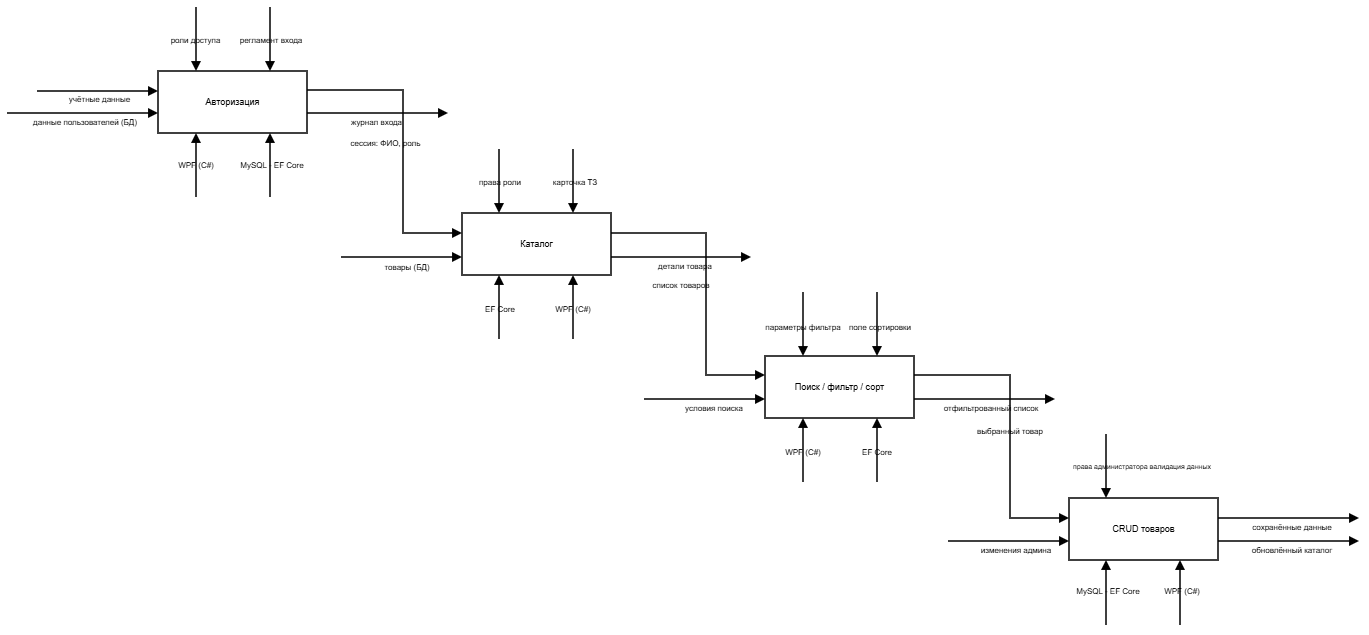 роли доступа
регламент входа
учётные данные
Авторизация
данные пользователей (БД)
журнал входа
сессия: ФИО, роль
WPF (C#)
MySQL · EF Core
права роли
карточка ТЗ
Каталог
товары (БД)
детали товара
список товаров
EF Core
WPF (C#)
параметры фильтра
поле сортировки
Поиск / фильтр / сорт
условия поиска
отфильтрованный список
выбранный товар
WPF (C#)
EF Core
права администратора валидация данных
CRUD товаров
сохранённые данные
изменения админа
обновлённый каталог
MySQL · EF Core
WPF (C#)